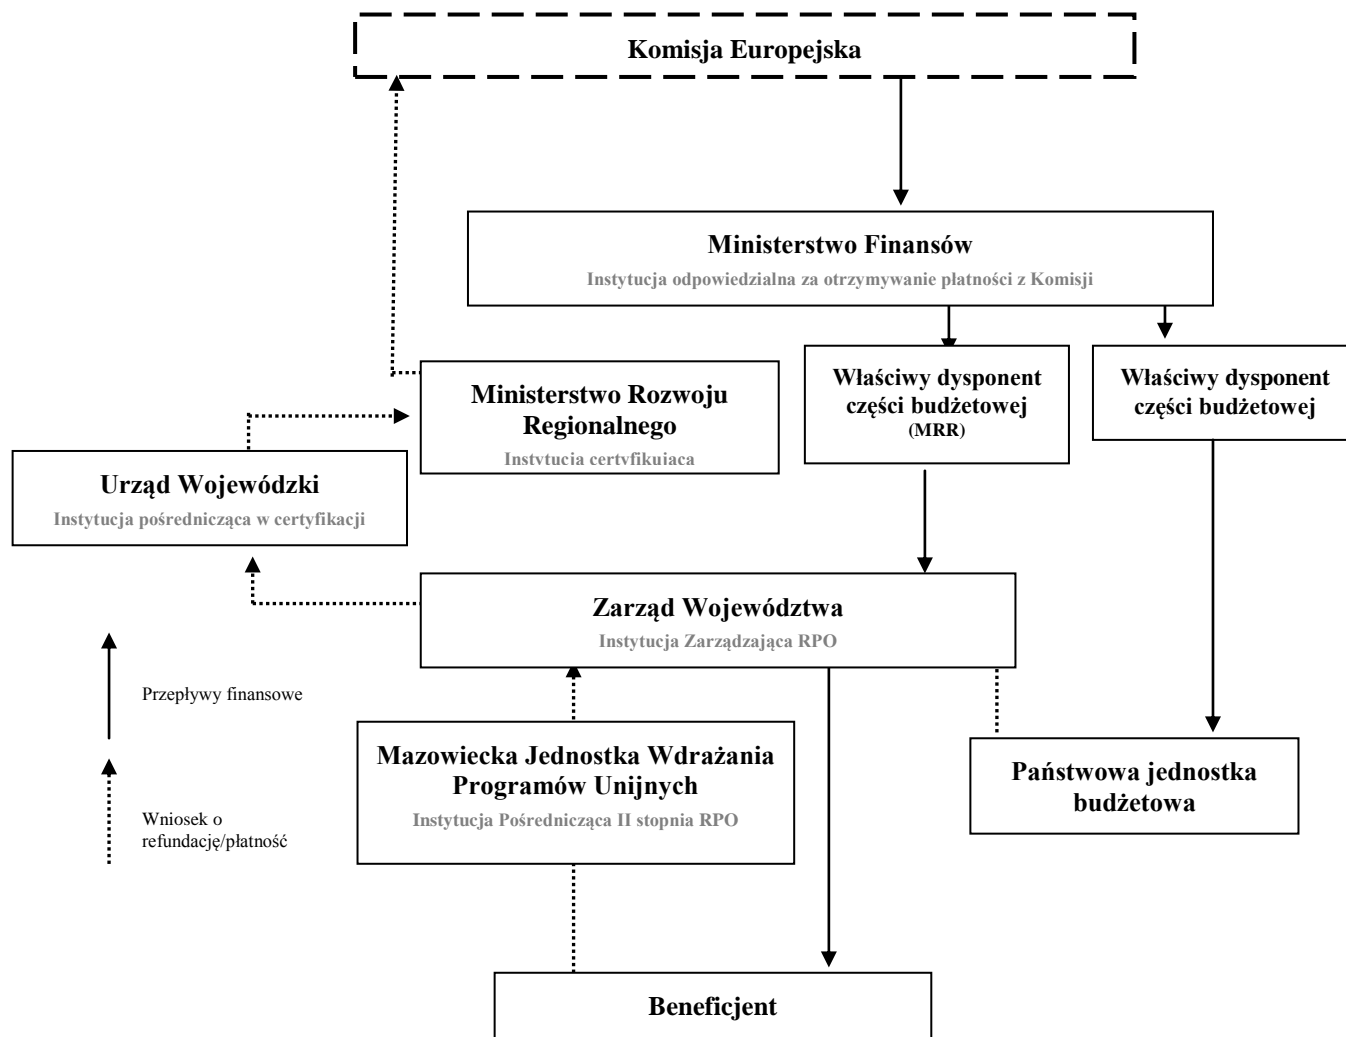 Komisja Europejska
Ministerstwo Finansów
Instytucja odpowiedzialna za otrzymywanie płatności z Komisji
Właściwy dysponent
części budżetowej
(MRR)
Właściwy dysponent
części budżetowej
Ministerstwo Rozwoju
Regionalnego
Instytucja certyfikująca
Urząd Wojewódzki
Instytucja pośrednicząca w certyfikacji
Zarząd Województwa
Instytucja Zarządzająca RPO
Przepływy finansowe
Mazowiecka Jednostka Wdrażania
Programów Unijnych
Instytucja Pośrednicząca II stopnia RPO
Państwowa jednostka
budżetowa
Wniosek o
refundację/płatność
Beneficjent